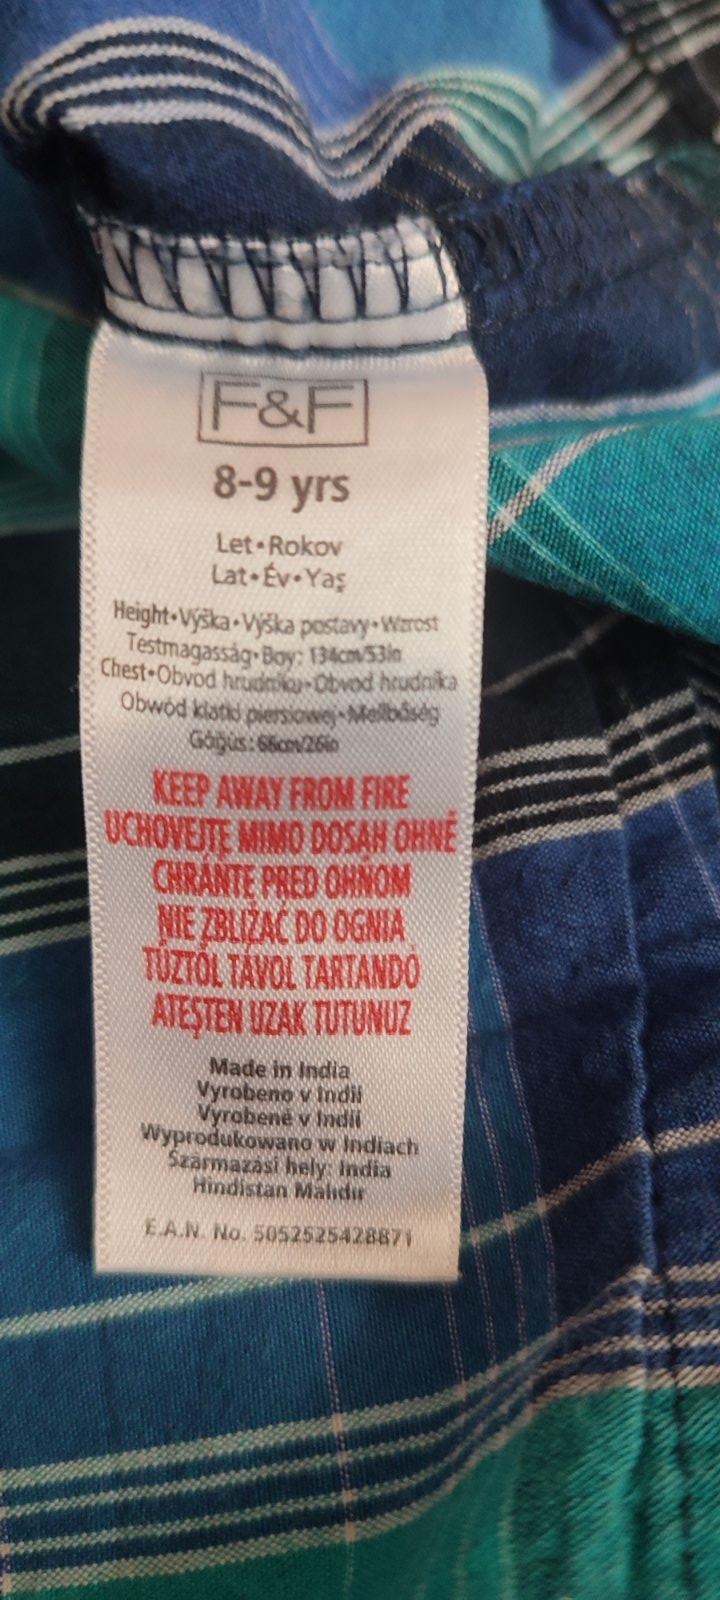 F&F
8-9 yrs
Let•Rokov
Lat•Év•Yaş
Height•Výška•Výška postavy•Wzrost
Testmagasság•Boy: 134cm/53in
Chest•Obvod hrudníku•Obvod hrudníka
Obwód klatki piersiowej•Mellbőség
Göğüs: 66cm/26in
KEEP AWAY FROM FIRE
UCHOVEJTE MIMO DOSAH OHNĚ
CHRÁNTE PRED OHŇOM
NIE ZBLIŻAĆ DO OGNIA
TŰZTŐL TÁVOL TARTANDÓ
ATEŞTEN UZAK TUTUNUZ
Made in India
Vyrobeno v Indii
Vyrobené v Indii
Wyprodukowano w Indiach
Származási hely: India
Hindistan Malıdır
E.A.N. No. 5052525428871